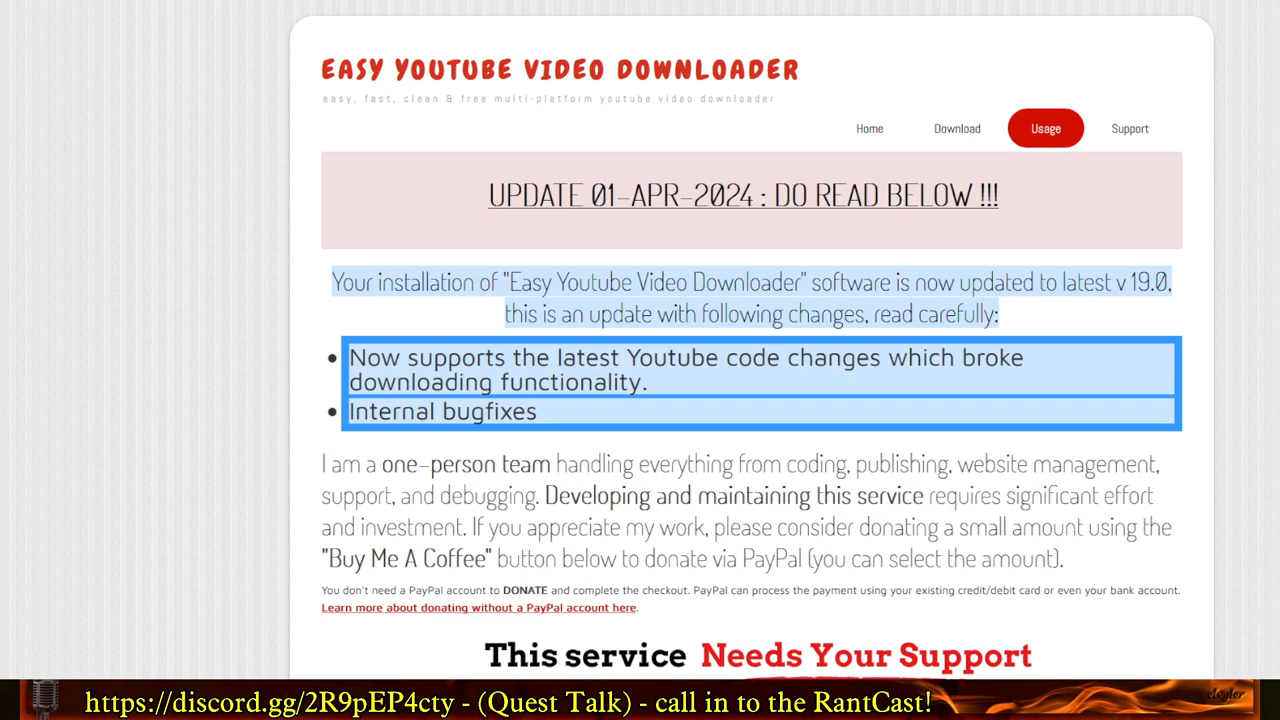 EASY YOUTUBE VIDEO DOWNLOADER
easy, fast, clean & free multi-platform youtube video downloader
Home Download Usage Support
UPDATE 01-APR-2024 : DO READ BELOW !!!
Your installation of "Easy Youtube Video Downloader" software is now updated to latest v 19.0,
this is an update with following changes, read carefully:
• Now supports the latest Youtube code changes which broke
downloading functionality.
• Internal bugfixes
I am a one-person team handling everything from coding, publishing, website management,
support, and debugging. Developing and maintaining this service requires significant effort
and investment. If you appreciate my work, please consider donating a small amount using the
"Buy Me A Coffee" button below to donate via PayPal (you can select the amount).
You don't need a PayPal account to DONATE and complete the checkout. PayPal can process the payment using your existing credit/debit card or even your bank account.
Learn more about donating without a PayPal account here.
This service Needs Your Support
https://discord.gg/2R9pEP4cty - (Quest Talk) - call in to the RantCast!